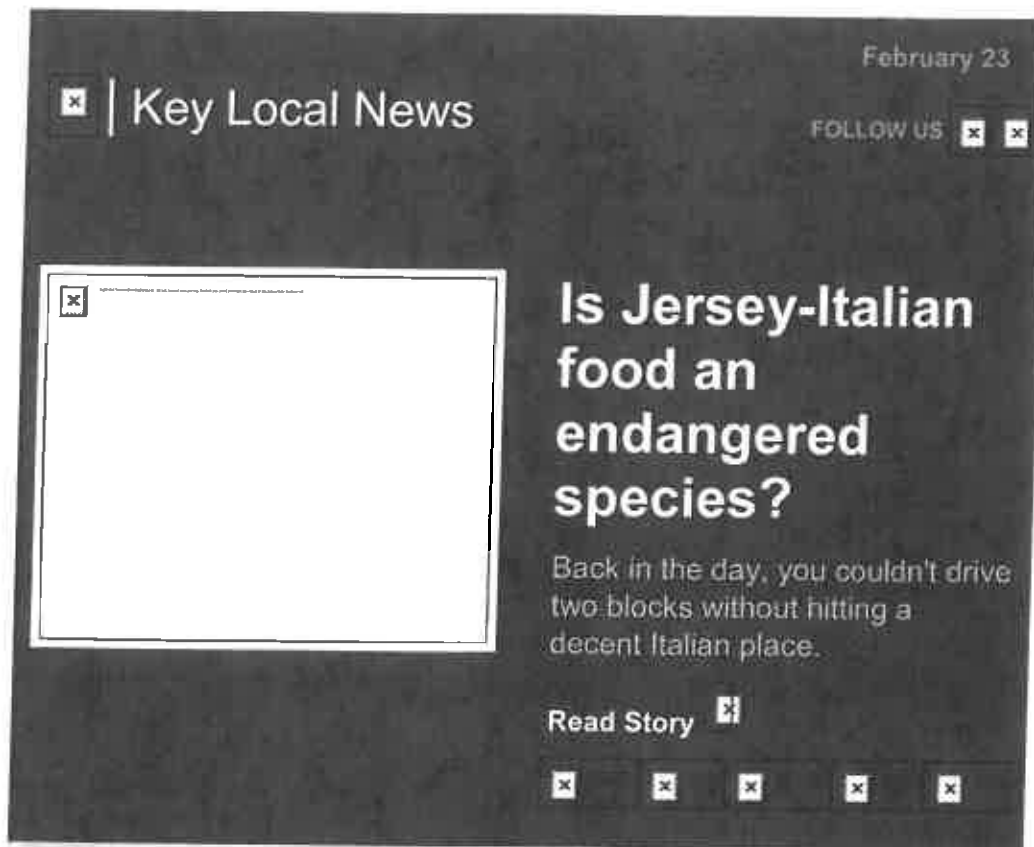 February 23
Key Local News
FOLLOW US
Is Jersey-Italian
food an
endangered
species?
Back in the day, you couldn't drive
two blocks without hitting a
decent Italian place.
Read Story